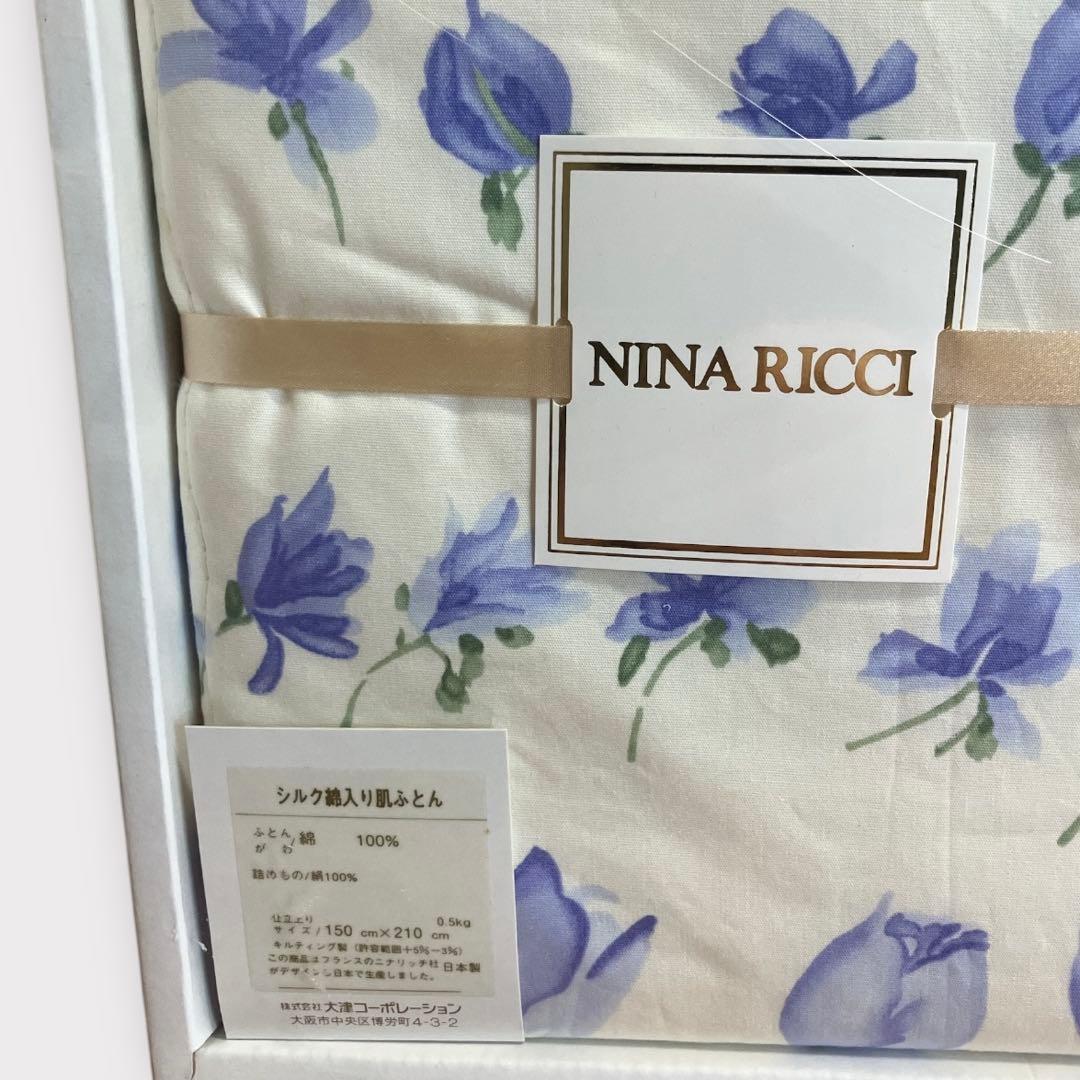 NINA RICCI
シルク綿入り肌ふとん
ふとん
がわ/綿 100%
詰めもの/絹100%
仕立上り 0.5kg
サイズ/150cm×210cm
キルティング製(許容範囲+5%−3%)
この商品はフランスのニナリッチ社
がデザインし日本で生産しました。日本製
株式会社 大津コーポレーション
大阪市中央区博労町4-3-2